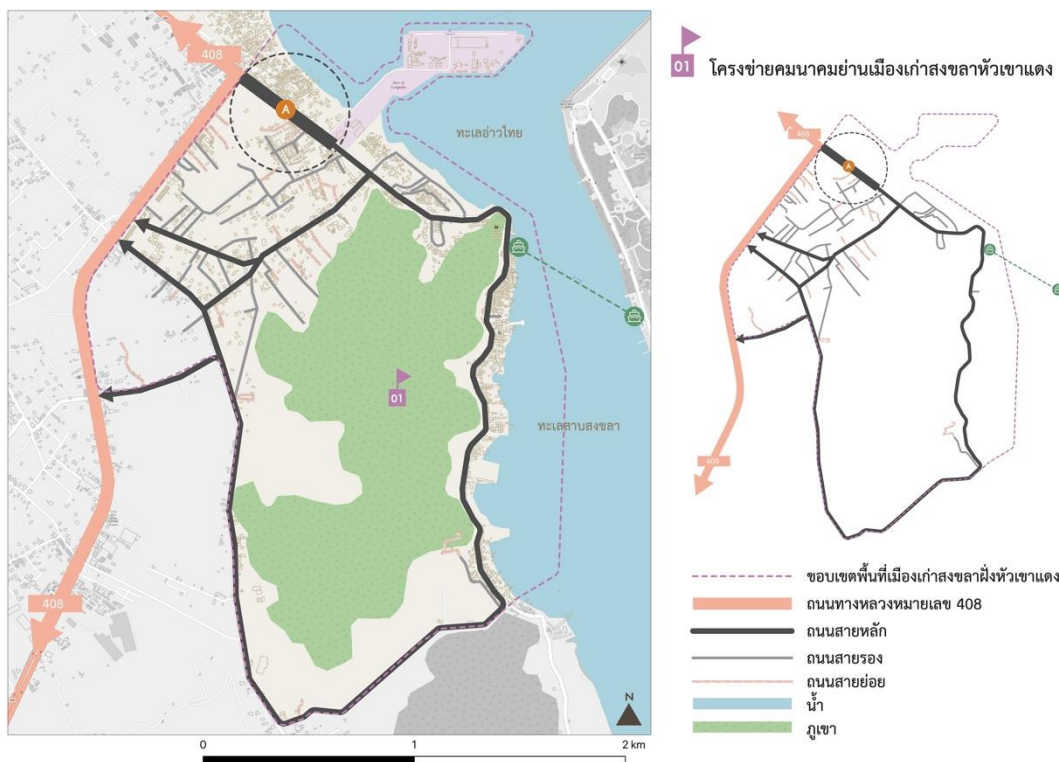 408
A
Port of Songkhla
ทะเลอ่าวไทย
01
ทะเลสาบสงขลา
408
N
0 1 2 km
01 โครงข่ายคมนาคมย่านเมืองเก่าสงขลาหัวเขาแดง
408
A
408
ขอบเขตพื้นที่เมืองเก่าสงขลาฝั่งหัวเขาแดง
ถนนทางหลวงหมายเลข 408
ถนนสายหลัก
ถนนสายรอง
ถนนสายย่อย
น้ำ
ภูเขา